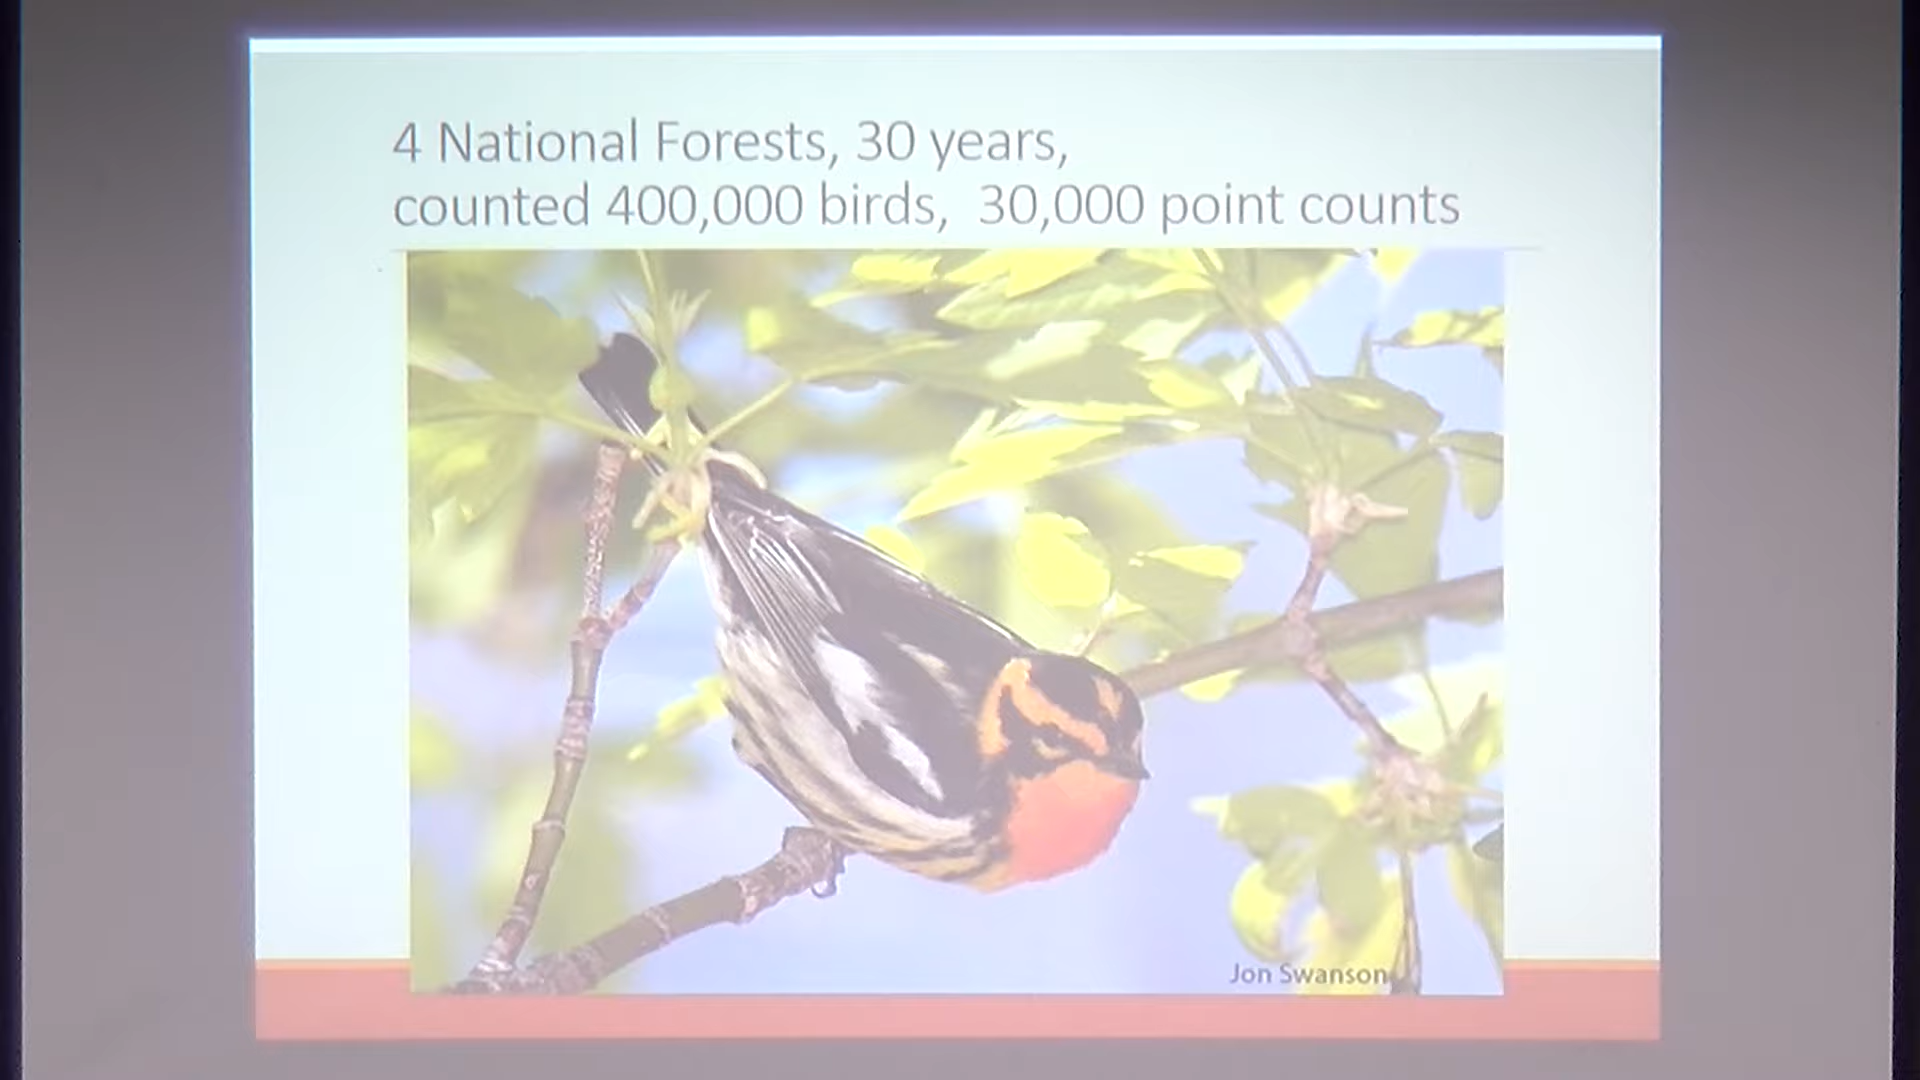 4 National Forests, 30 years,
counted 400,000 birds, 30,000 point counts
Jon Swanson